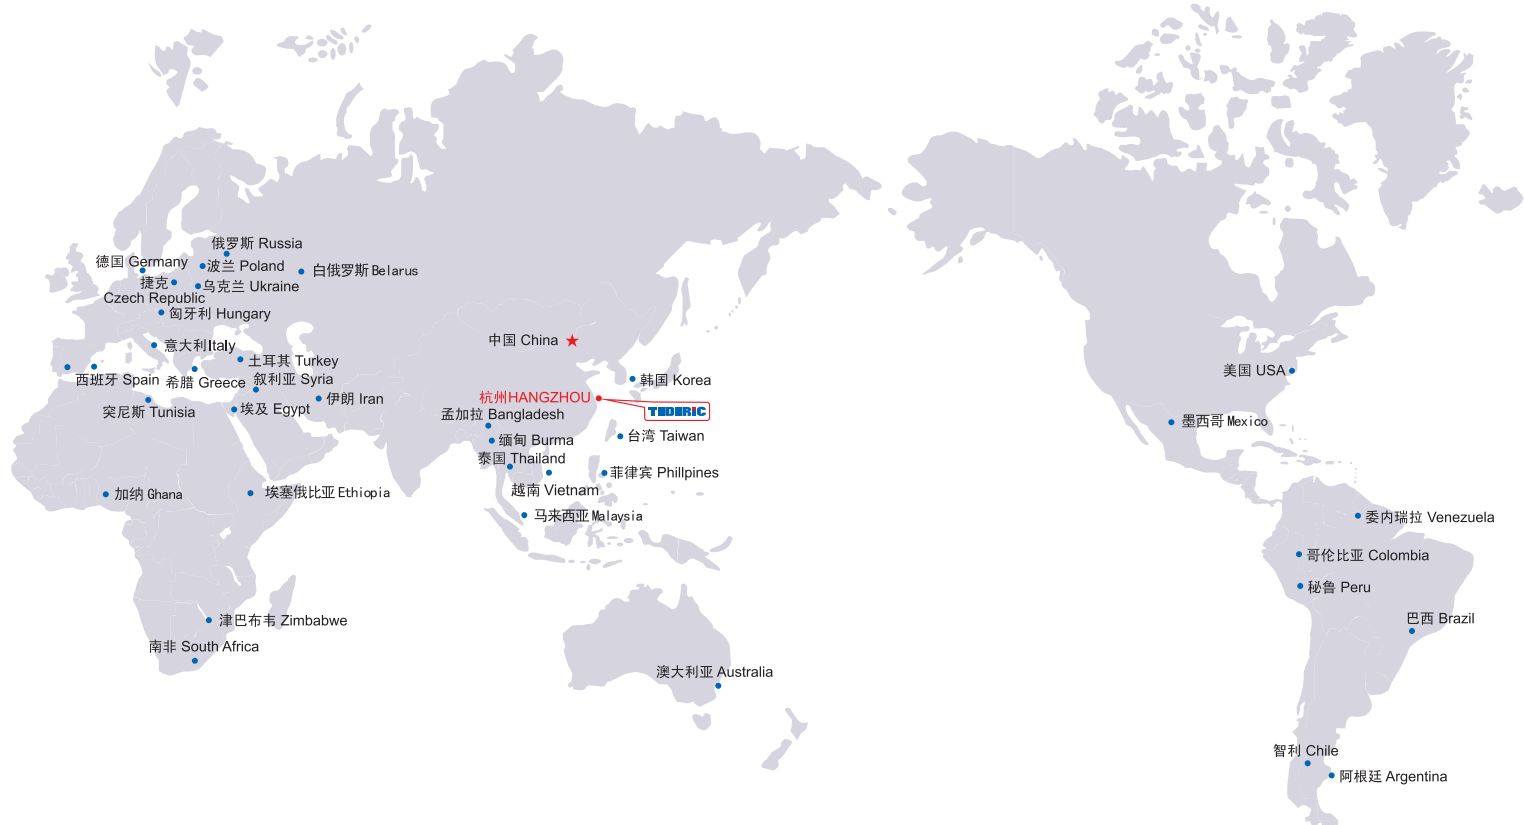 俄罗斯 Russia
德国 Germany
波兰 Poland
白俄罗斯 Belarus
捷克
Czech Republic
乌克兰 Ukraine
匈牙利 Hungary
意大利 Italy
土耳其 Turkey
西班牙 Spain
希腊 Greece
叙利亚 Syria
突尼斯 Tunisia
埃及 Egypt
伊朗 Iran
加纳 Ghana
埃塞俄比亚 Ethiopia
津巴布韦 Zimbabwe
南非 South Africa
中国 China
韩国 Korea
杭州HANGZHOU
TEDERIC
孟加拉 Bangladesh
缅甸 Burma
台湾 Taiwan
泰国 Thailand
菲律宾 Phillpines
越南 Vietnam
马来西亚 Malaysia
澳大利亚 Australia
美国 USA
墨西哥 Mexico
委内瑞拉 Venezuela
哥伦比亚 Colombia
秘鲁 Peru
巴西 Brazil
智利 Chile
阿根廷 Argentina